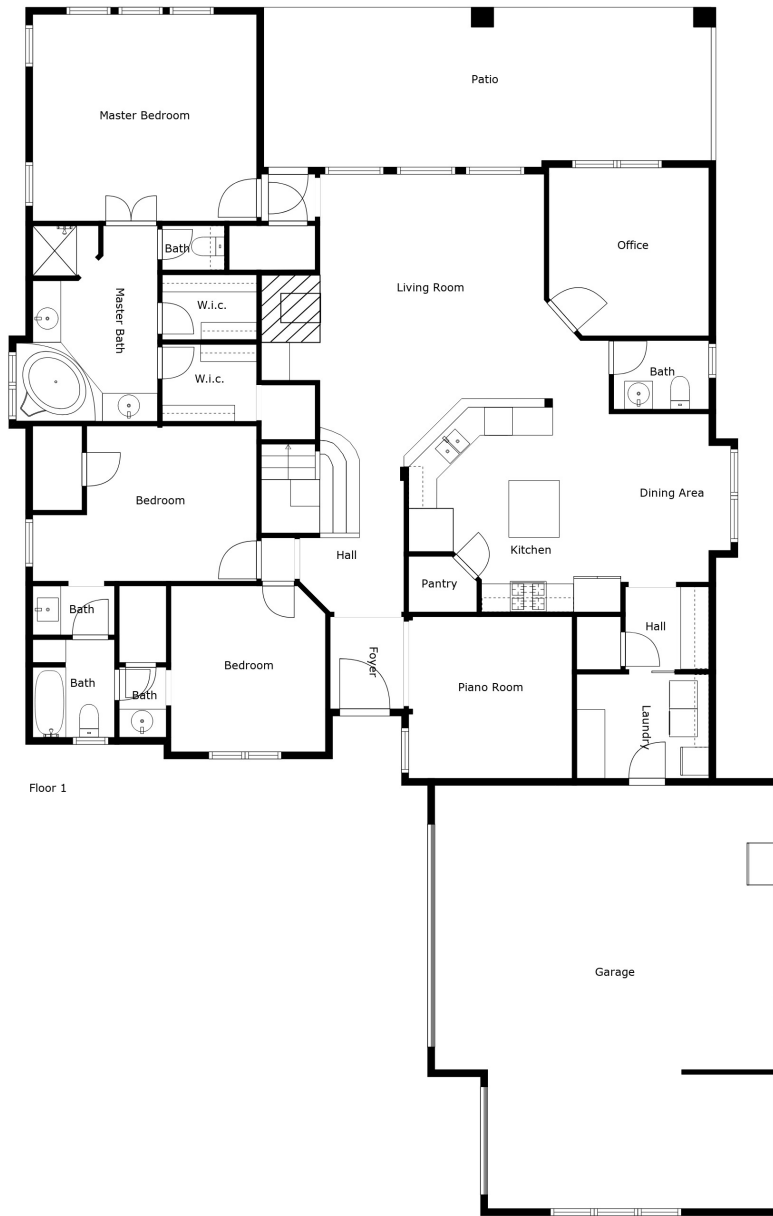 Patio
Master Bedroom
Office
Bath
Living Room
W.i.c.
Master Bath
Bath
W.i.c.
Dining Area
Bedroom
Kitchen
Hall
Pantry
Bath
Hall
Foyer
Bedroom
Bath
Piano Room
Bath
Laundry
Floor 1
Garage